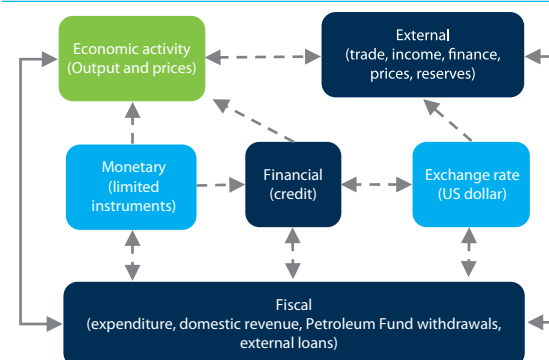 Economic activity
(Output and prices)
External
(trade, income, finance,
prices, reserves)
Monetary
(limited
instruments)
Financial
(credit)
Exchange rate
(US dollar)
Fiscal
(expenditure, domestic revenue, Petroleum Fund withdrawals,
external loans)